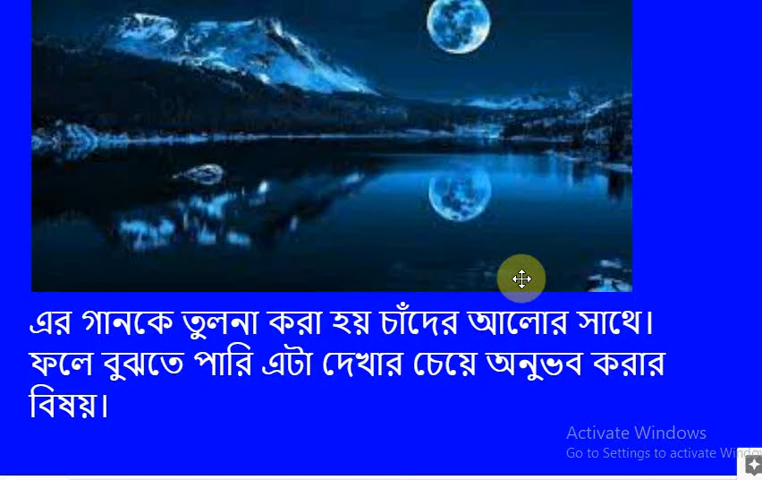 এর গানকে তুলনা করা হয় চাঁদের আলোর সাথে।
ফলে বুঝতে পারি এটা দেখার চেয়ে অনুভব করার
বিষয়।
Activate Windows
Go to Settings to activate Windows